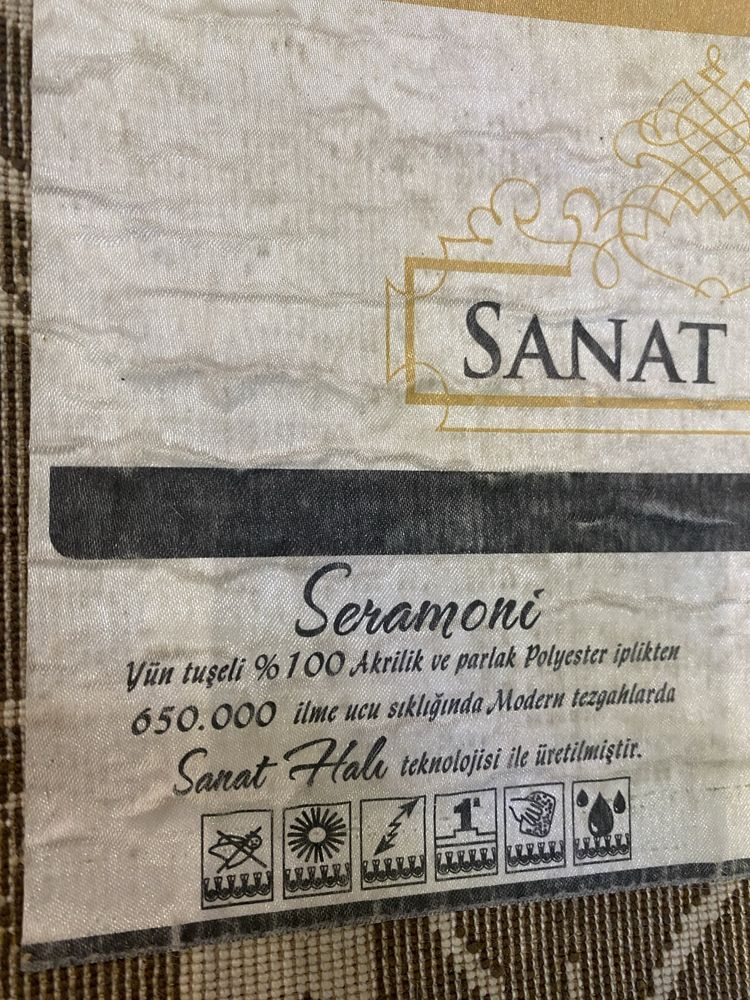 SANAT
Seramoni
Yün tuşeli %100 Akrilik ve parlak Polyester iplikten
650.000 ilme ucu sıklığında Modern tezgahlarda
Sanat Halı teknolojisi ile üretilmiştir.
1ª